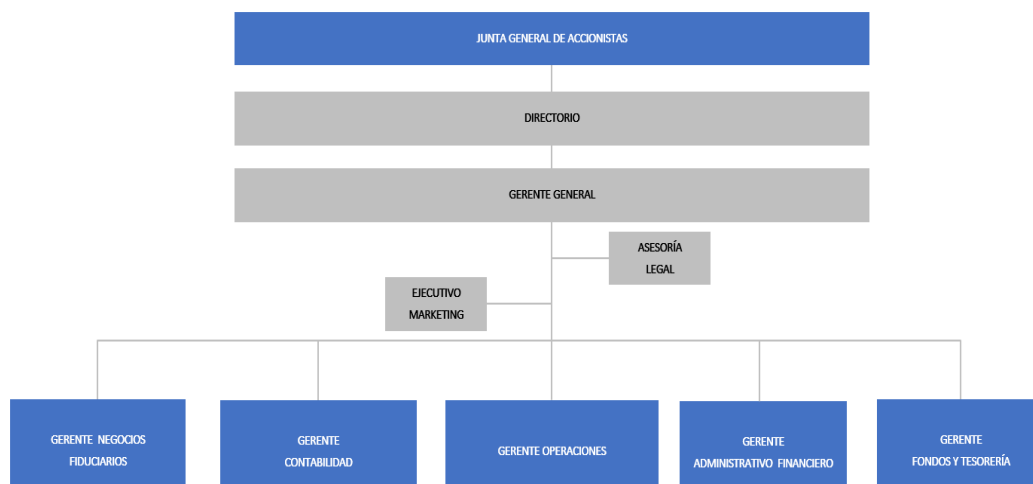 JUNTA GENERAL DE ACCIONISTAS
DIRECTORIO
GERENTE GENERAL
ASESORÍA
LEGAL
EJECUTIVO
MARKETING
GERENTE NEGOCIOS
FIDUCIARIOS
GERENTE
CONTABILIDAD
GERENTE OPERACIONES
GERENTE
ADMINISTRATIVO FINANCIERO
GERENTE
FONDOS Y TESORERÍA